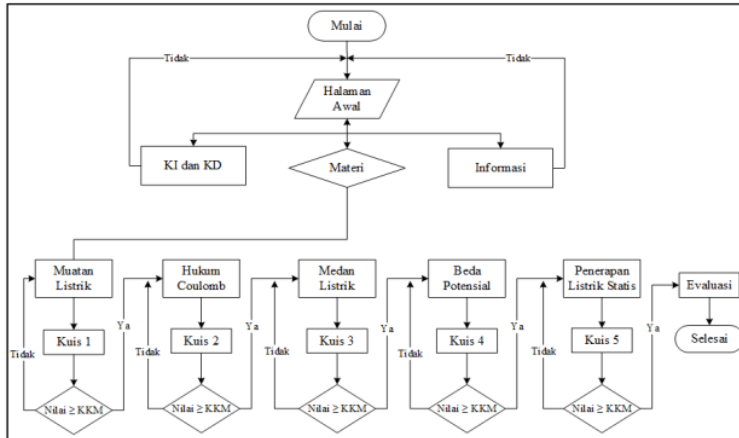 Mulai
Tidak
Tidak
Halaman
Awal
KI dan KD
Materi
Informasi
Muatan
Listrik
Hukum
Coulomb
Medan
Listrik
Beda
Potensial
Penerapan
Listrik Statis
Evaluasi
Kuis 1
Ya
Kuis 2
Ya
Kuis 3
Ya
Kuis 4
Ya
Kuis 5
Ya
Selesai
Tidak
Tidak
Tidak
Tidak
Tidak
Nilai ≥ KKM
Nilai ≥ KKM
Nilai ≥ KKM
Nilai ≥ KKM
Nilai ≥ KKM